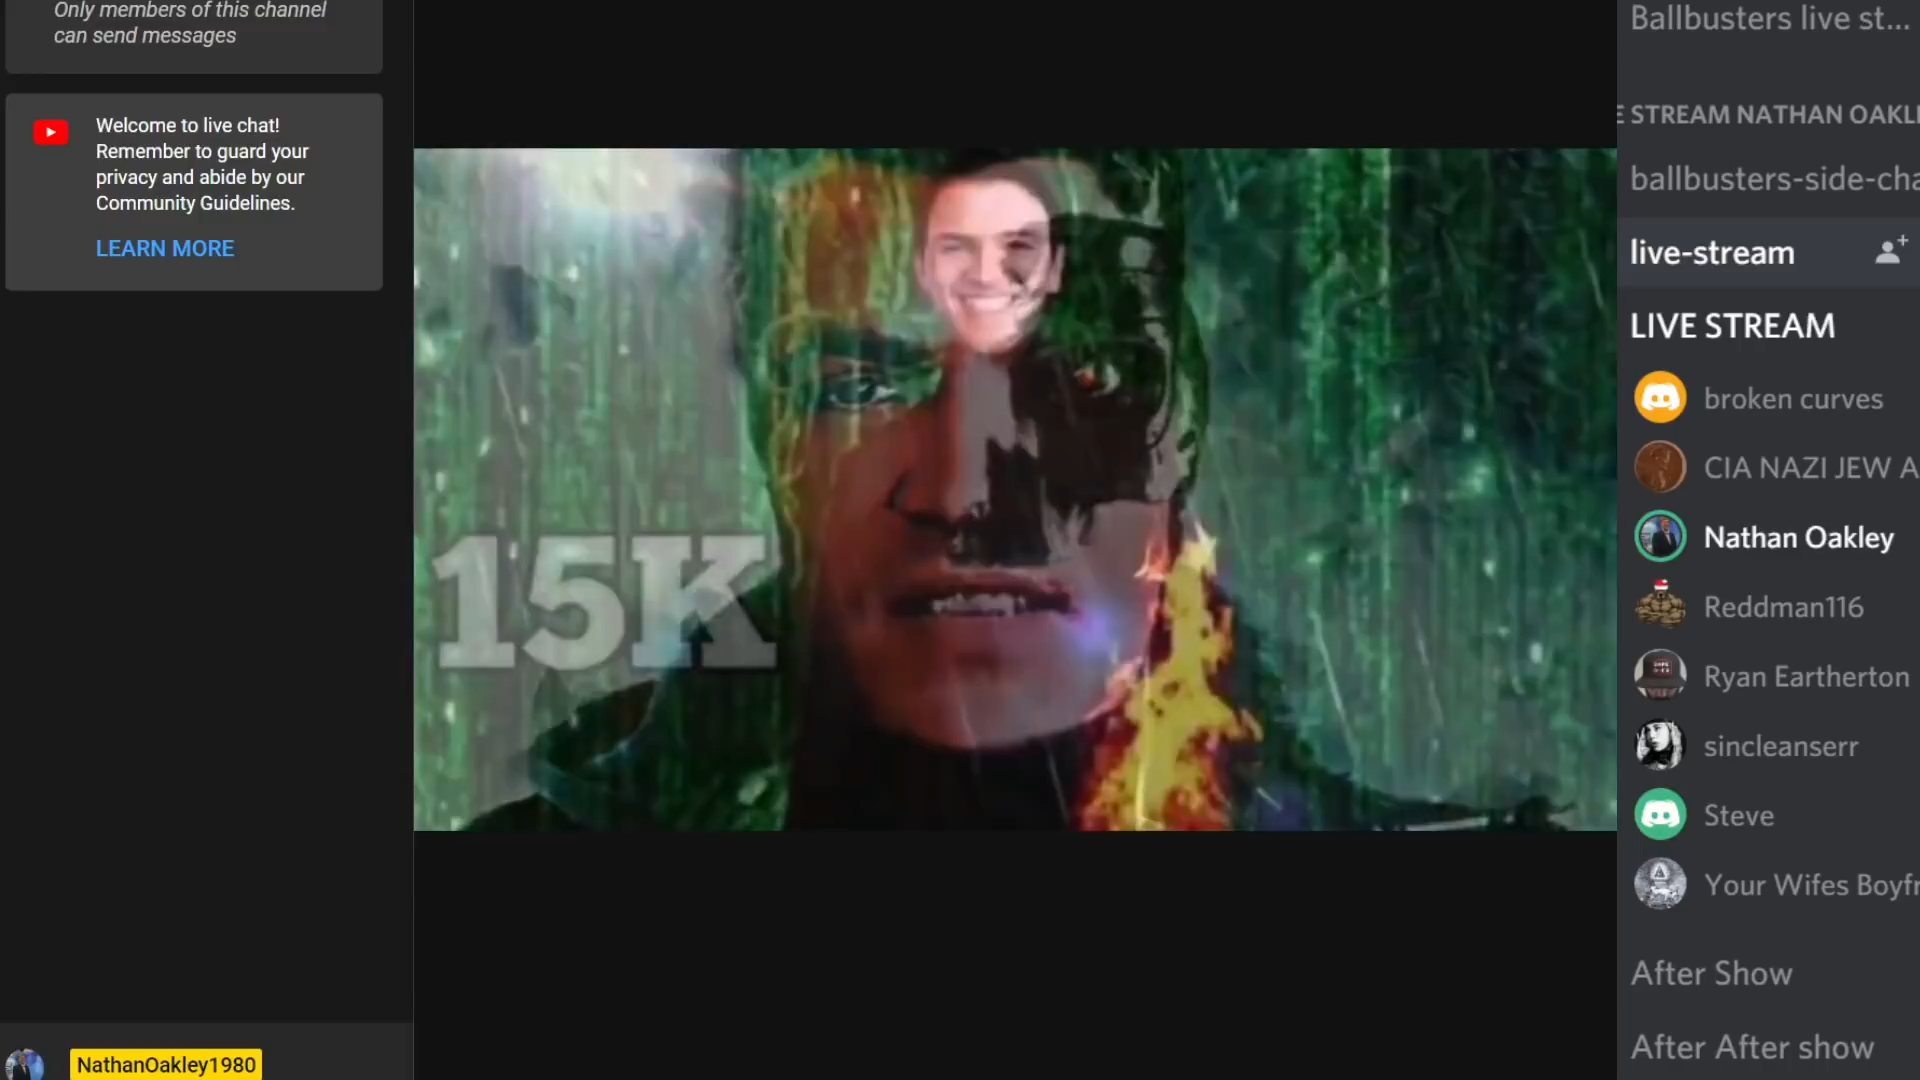 Only members of this channel
can send messages
Welcome to live chat!
Remember to guard your
privacy and abide by our
Community Guidelines.
LEARN MORE
NathanOakley1980
15K
Ballbusters live st...
STREAM NATHAN OAKL
ballbusters-side-cha
live-stream
LIVE STREAM
broken curves
CIA NAZI JEW A
Nathan Oakley
Reddman116
Ryan Eartherton
sincleanserr
Steve
Your Wifes Boyfr
After Show
After After show